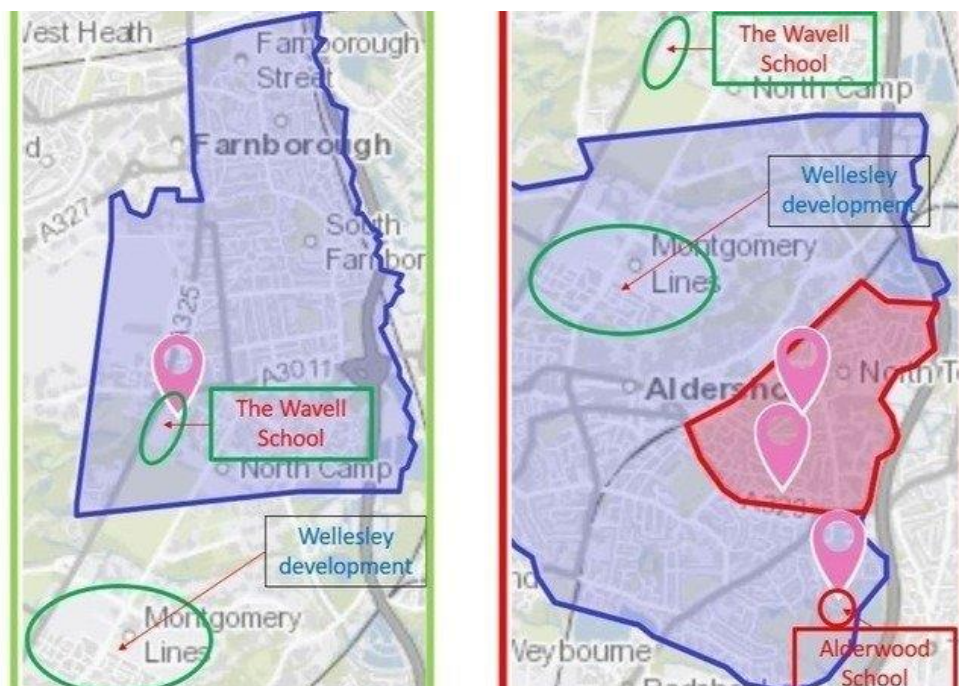 West Heath
Farnborough
Street
Farnborough
A327
South
Farnbor
A325
A3011
The Wavell
School
North Camp
Wellesley
development
Montgomery
Lines
The Wavell
School
North Camp
Wellesley
development
Montgomery
Lines
Aldersho
North T
A323
Weybourne
Alderwood
School